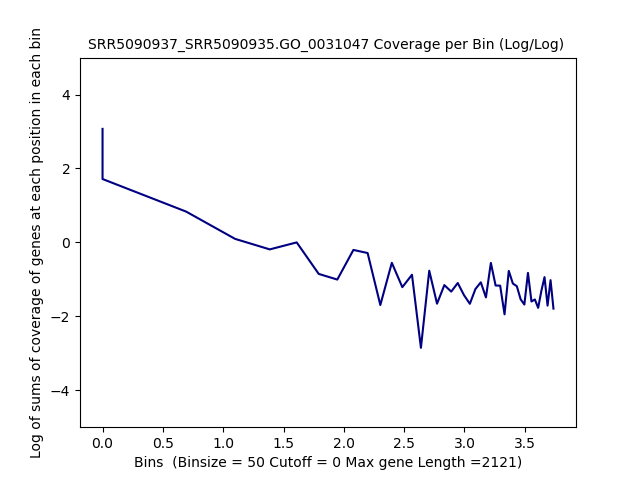 SRR5090937_SRR5090935.GO_0031047 Coverage per Bin (Log/Log)
Log of sums of coverage of genes at each position in each bin
4
2
0
−2
−4
0.0 0.5 1.0 1.5 2.0 2.5 3.0 3.5
Bins  (Binsize = 50 Cutoff = 0 Max gene Length =2121)